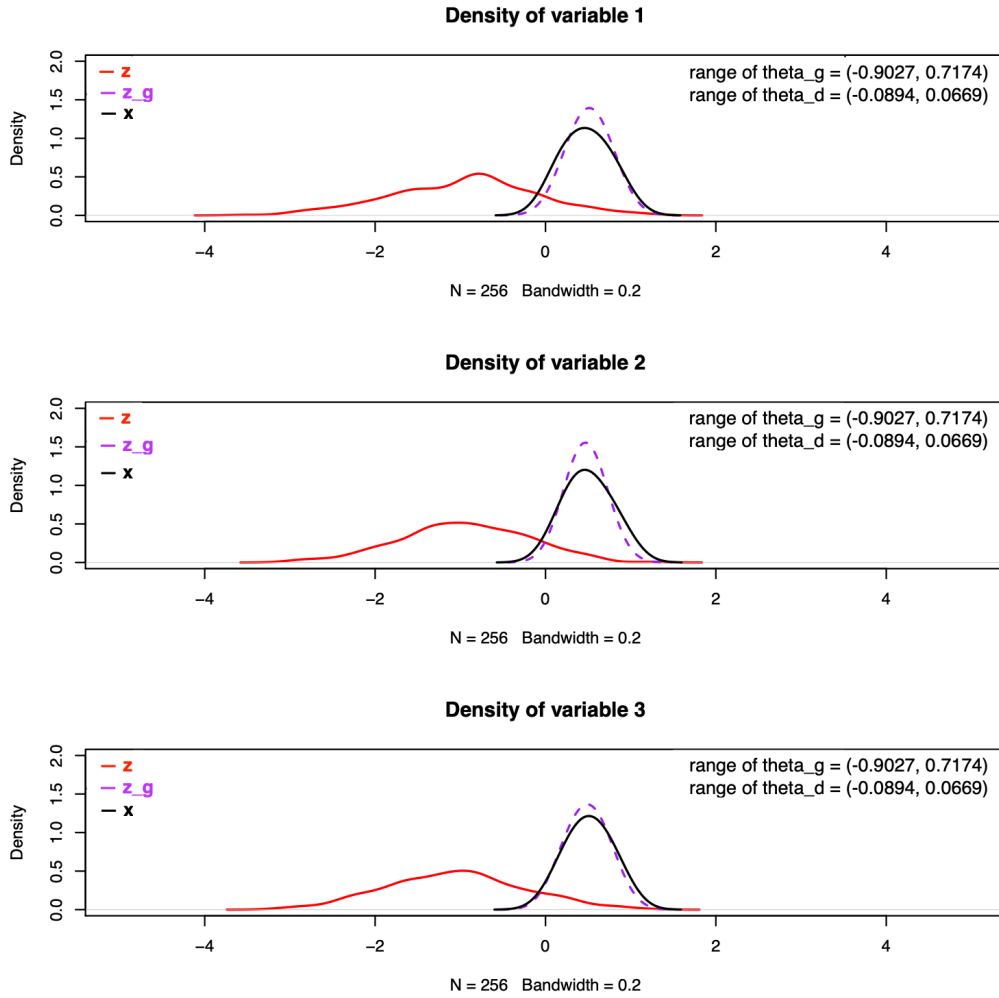 Density of variable 1
Density
0.0 0.5 1.0 1.5 2.0
z
z_g
x
range of theta_g = (-0.9027, 0.7174)
range of theta_d = (-0.0894, 0.0669)
−4 −2 0 2 4
N = 256 Bandwidth = 0.2
Density of variable 2
Density
0.0 0.5 1.0 1.5 2.0
z
z_g
x
range of theta_g = (-0.9027, 0.7174)
range of theta_d = (-0.0894, 0.0669)
−4 −2 0 2 4
N = 256 Bandwidth = 0.2
Density of variable 3
Density
0.0 0.5 1.0 1.5 2.0
z
z_g
x
range of theta_g = (-0.9027, 0.7174)
range of theta_d = (-0.0894, 0.0669)
−4 −2 0 2 4
N = 256 Bandwidth = 0.2